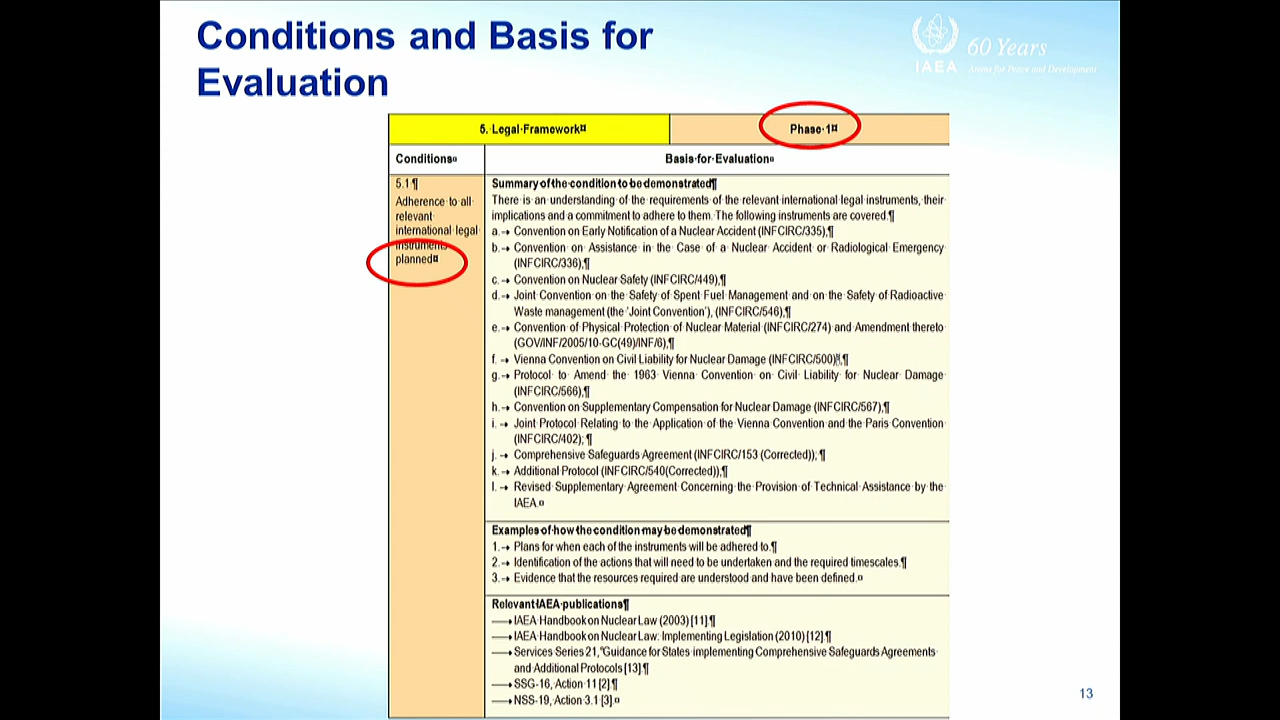 Conditions and Basis for
Evaluation
IAEA
60 Years
Atoms for Peace and Development
5. Legal·Framework¤
Phase·1¤
Conditions¤
Basis·for·Evaluation¤
5.1¶
Adherence to all
relevant
international legal
instruments
planned¤
Summary of the condition to be demonstrated¶
There is an understanding of the requirements of the relevant international legal instruments, their
implications and a commitment to adhere to them. The following instruments are covered.¶
a.→ Convention on Early Notification of a Nuclear Accident (INFCIRC/335),¶
b.→ Convention on Assistance in the Case of a Nuclear Accident or Radiological Emergency
(INFCIRC/336),¶
c.→ Convention on Nuclear Safety (INFCIRC/449),¶
d.→ Joint Convention on the Safety of Spent Fuel Management and on the Safety of Radioactive
Waste management (the 'Joint Convention'), (INFCIRC/546),¶
e.→ Convention of Physical Protection of Nuclear Material (INFCIRC/274) and Amendment thereto
(GOV/INF/2005/10-GC(49)/INF/6),¶
f.→ Vienna Convention on Civil Liability for Nuclear Damage (INFCIRC/500),¶
g.→ Protocol to Amend the 1963 Vienna Convention on Civil Liability for Nuclear Damage
(INFCIRC/566),¶
h.→ Convention on Supplementary Compensation for Nuclear Damage (INFCIRC/567),¶
i.→ Joint Protocol Relating to the Application of the Vienna Convention and the Paris Convention
(INFCIRC/402);¶
j.→ Comprehensive Safeguards Agreement (INFCIRC/153 (Corrected));¶
k.→ Additional Protocol (INFCIRC/540(Corrected)),¶
l.→ Revised Supplementary Agreement Concerning the Provision of Technical Assistance by the
IAEA.¤
Examples of how the condition may be demonstrated¶
1.→ Plans for when each of the instruments will be adhered to.¶
2.→ Identification of the actions that will need to be undertaken and the required timescales.¶
3.→ Evidence that the resources required are understood and have been defined.¤
Relevant IAEA publications¶
→ IAEA Handbook on Nuclear Law (2003) [11]¶
→ IAEA Handbook on Nuclear Law: Implementing Legislation (2010) [12]¶
→ Services Series 21, "Guidance for States implementing Comprehensive Safeguards Agreements
and Additional Protocols [13]¶
→ SSG-16, Action 11 [2]¶
→ NSS-19, Action 3.1 [3].¤
13